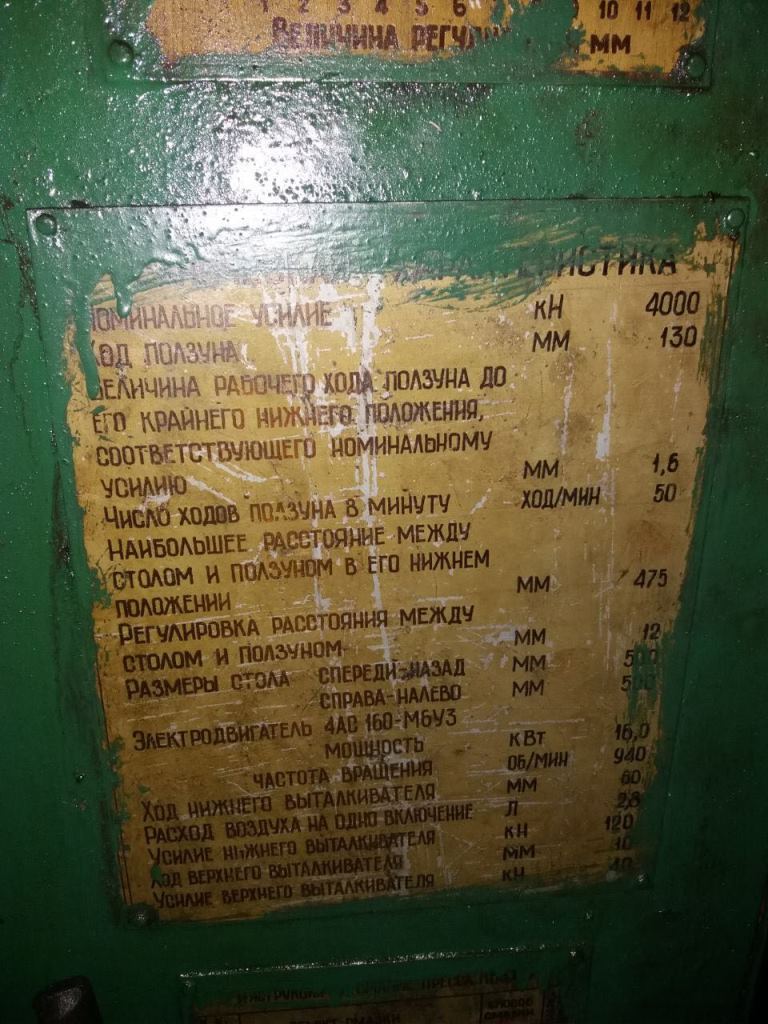 1 2 3 4 5 6 10 11 12
ВЕЛИЧИНА мм
НОМИНАЛЬНОЕ УСИЛИЕ КН 4000
ХОД ПОЛЗУНА ММ 130
ВЕЛИЧИНА РАБОЧЕГО ХОДА ПОЛЗУНА ДО
ЕГО КРАЙНЕГО НИЖНЕГО ПОЛОЖЕНИЯ,
СООТВЕТСТВУЮЩЕГО НОМИНАЛЬНОМУ
УСИЛИЮ ММ 1,6
ЧИСЛО ХОДОВ ПОЛЗУНА В МИНУТУ ХОД/МИН 50
НАИБОЛЬШЕЕ РАССТОЯНИЕ МЕЖДУ
СТОЛОМ И ПОЛЗУНОМ В ЕГО НИЖНЕМ
ПОЛОЖЕНИИ ММ 475
РЕГУЛИРОВКА РАССТОЯНИЯ МЕЖДУ
СТОЛОМ И ПОЛЗУНОМ ММ 12
РАЗМЕРЫ СТОЛА СПЕРЕДИ-НАЗАД ММ
СПРАВА-НАЛЕВО ММ
ЭЛЕКТРОДВИГАТЕЛЬ 4АС 160-М6У3
МОЩНОСТЬ КВТ 16,0
ЧАСТОТА ВРАЩЕНИЯ ОБ/МИН 940
ХОД НИЖНЕГО ВЫТАЛКИВАТЕЛЯ ММ 60
РАСХОД ВОЗДУХА НА ОДНО ВКЛЮЧЕНИЕ Л
УСИЛИЕ НИЖНЕГО ВЫТАЛКИВАТЕЛЯ КН 120
ХОД ВЕРХНЕГО ВЫТАЛКИВАТЕЛЯ ММ 10
УСИЛИЕ ВЕРХНЕГО ВЫТАЛКИВАТЕЛЯ КН 40